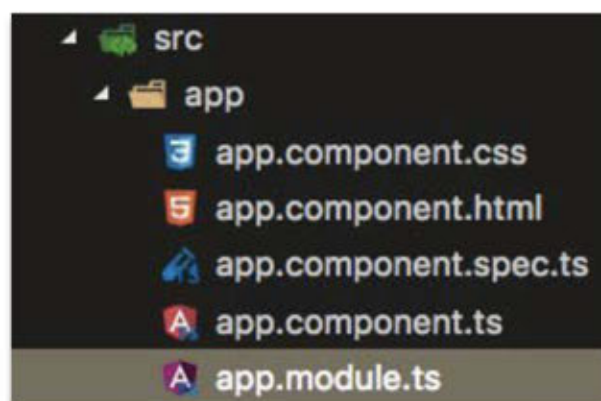 src
app
app.component.css
app.component.html
app.component.spec.ts
app.component.ts
app.module.ts